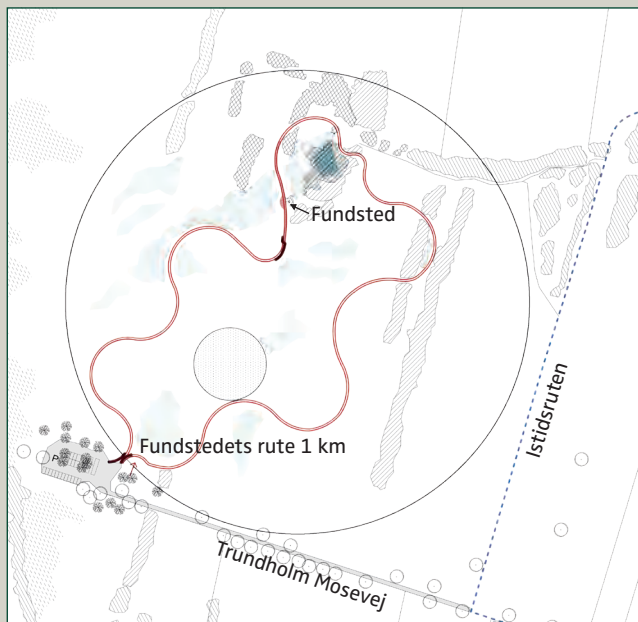 Fundsted
Istidsruten
Fundstedets rute 1 km
P
Trundholm Mosevej